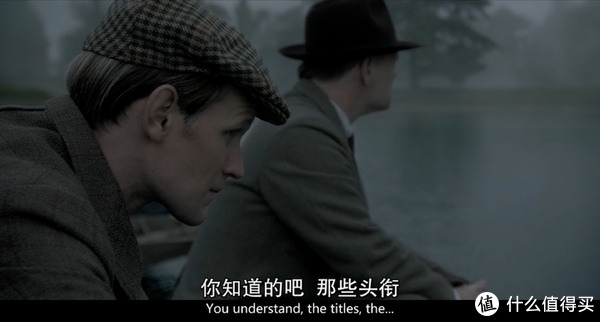 你知道的吧 那些头衔
You understand, the titles, the...
值 什么值得买